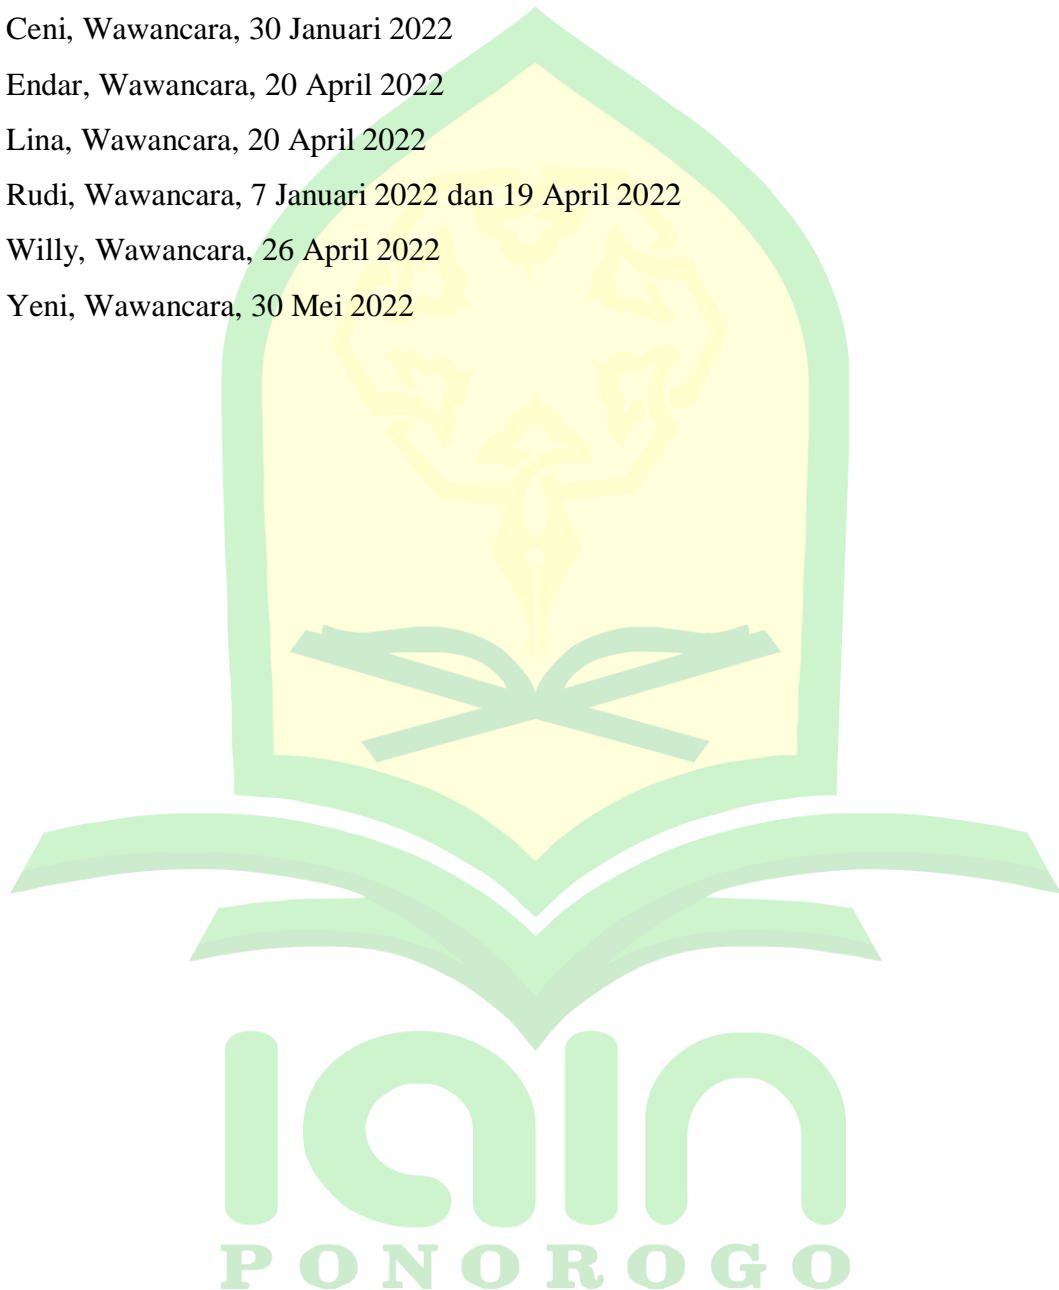 Ceni, Wawancara, 30 Januari 2022
Endar, Wawancara, 20 April 2022
Lina, Wawancara, 20 April 2022
Rudi, Wawancara, 7 Januari 2022 dan 19 April 2022
Willy, Wawancara, 26 April 2022
Yeni, Wawancara, 30 Mei 2022
IAIN
PONOROGO